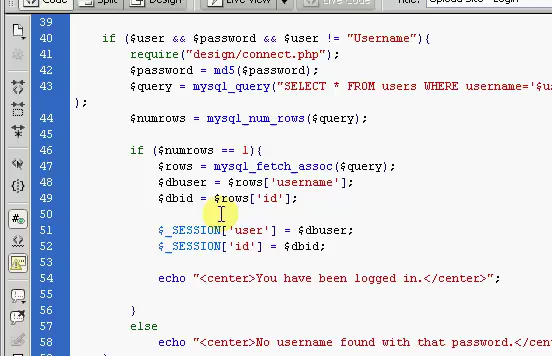 Code Split Design Live View Live Code Title: Upload Site - Login
39
40 if ($user && $password && $user != "Username"){
41 require("design/connect.php");
42 $password = md5($password);
43 $query = mysql_query("SELECT * FROM users WHERE username='$us
);
44 $numrows = mysql_num_rows($query);
45
46 if ($numrows == 1){
47 $rows = mysql_fetch_assoc($query);
48 $dbuser = $rows['username'];
49 $dbid = $rows['id'];
50
51 $_SESSION['user'] = $dbuser;
52 $_SESSION['id'] = $dbid;
53
54 echo "<center>You have been logged in.</center>";
55
56 }
57 else
58 echo "<center>No username found with that password.</cen
59